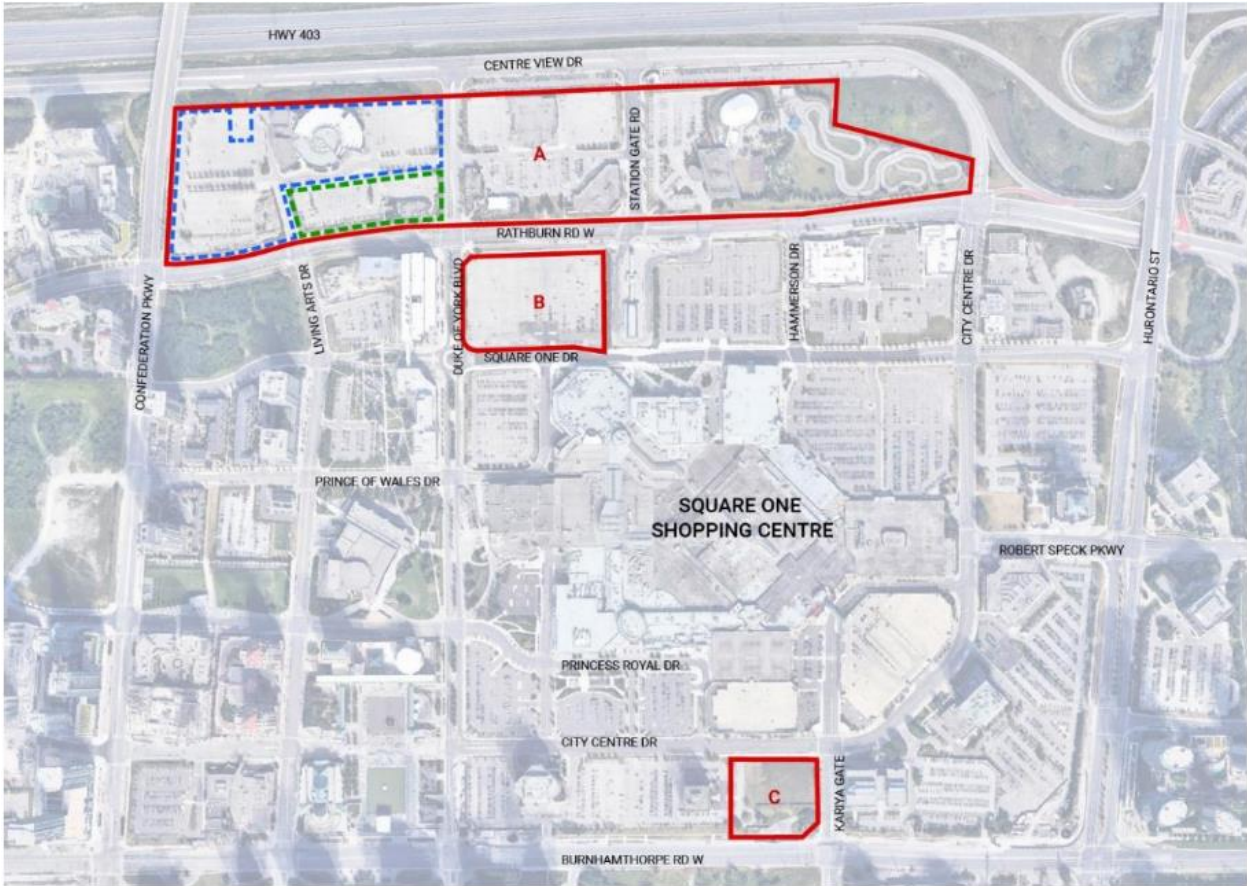 HWY 403
CENTRE VIEW DR
STATION GATE RD
A
RATHBURN RD W
CONFEDERATION PKWY
LIVING ARTS DR
DUKE OF YORK BLVD
B
HAMMERSON DR
CITY CENTRE DR
HURONTARIO ST
SQUARE ONE DR
PRINCE OF WALES DR
SQUARE ONE
SHOPPING CENTRE
ROBERT SPECK PKWY
PRINCESS ROYAL DR
CITY CENTRE DR
C
KARIYA GATE
BURNHAMTHORPE RD W